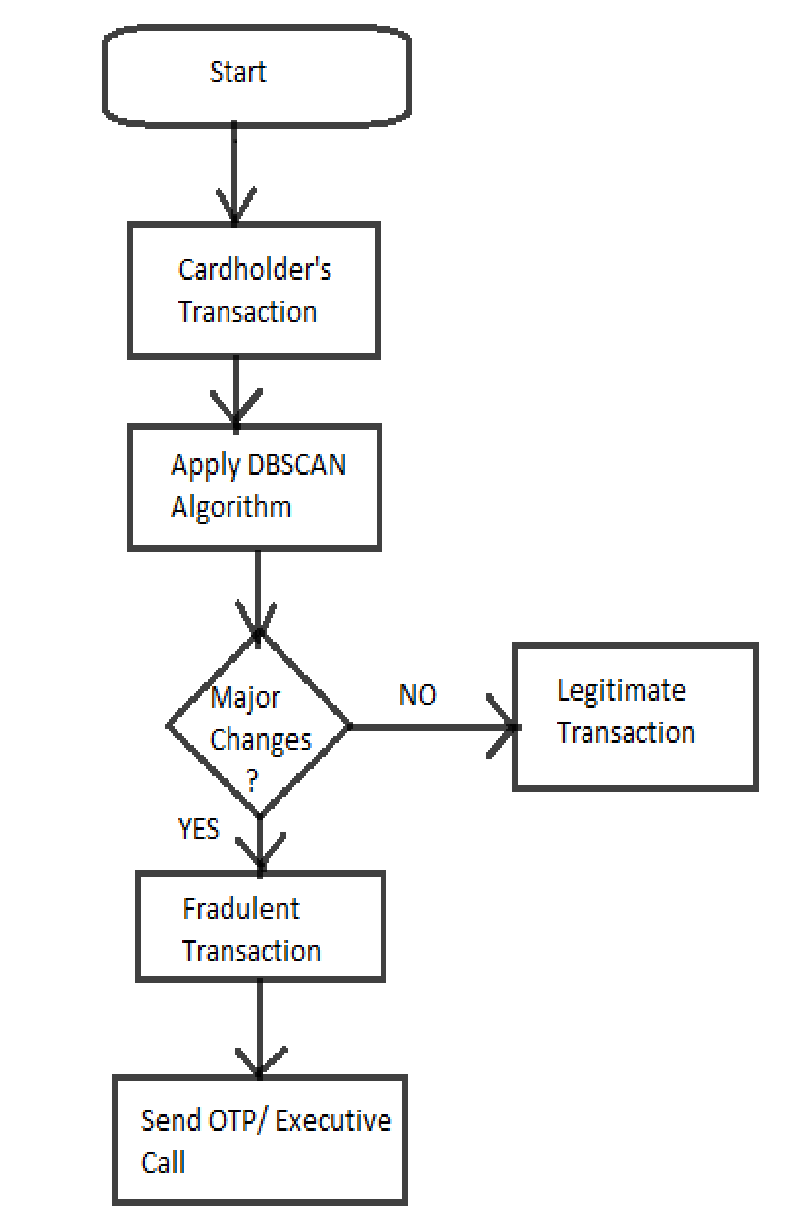 Start
Cardholder's
Transaction
Apply DBSCAN
Algorithm
Major
Changes
?
NO
Legitimate
Transaction
YES
Fradulent
Transaction
Send OTP/ Executive
Call